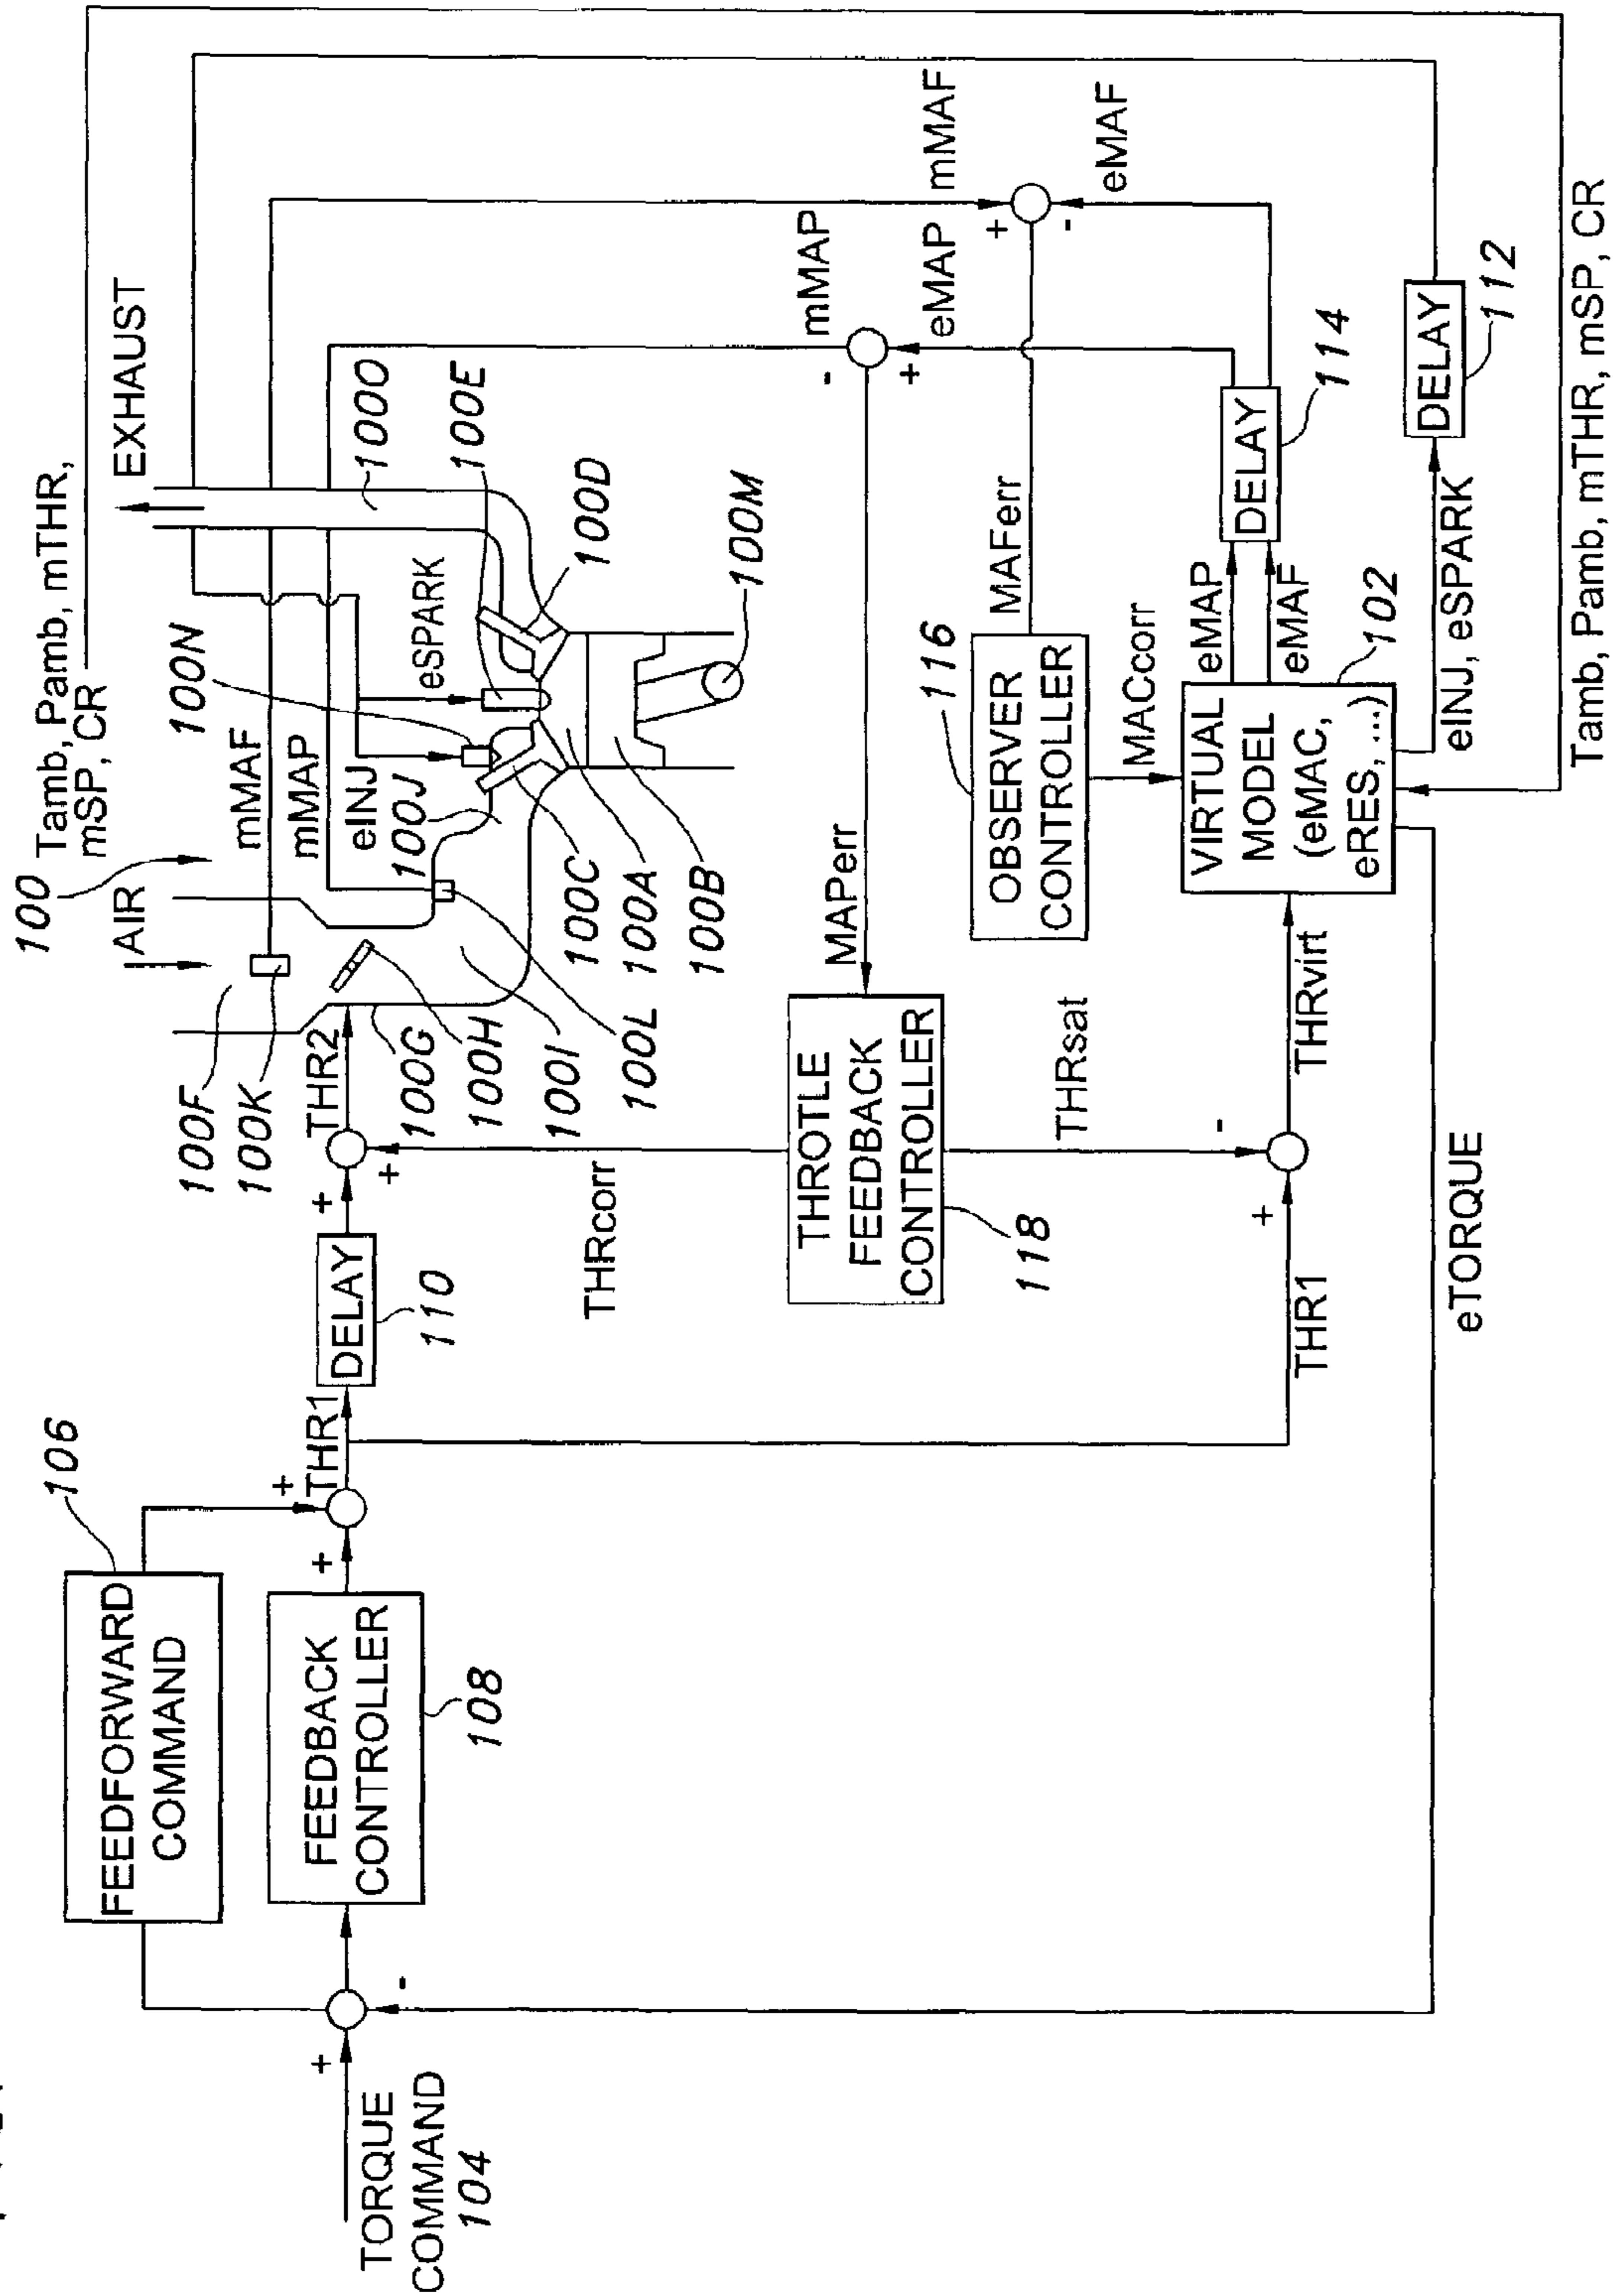 100
Tamb, Pamb, mTHR,
mSP, CR
AIR
EXHAUST
mMAF
mMAP
eINJ
eSPARK
100F
100K
THR2
100G
100H
100I
100L
100J
100N
100C
100A
100B
100O
100E
100D
100M
106
FEEDFORWARD
COMMAND
FEEDBACK
CONTROLLER
108
TORQUE
COMMAND
104
+
-
+
+
THR1
DELAY
110
+
+
THRcorr
THROTLE
FEEDBACK
CONTROLLER
118
MAPerr
THRsat
-
+
THR1
THRvirt
mMAP
-
+
eMAP
mMAF
+
-
eMAF
MAFerr
116
OBSERVER
CONTROLLER
MACcorr
VIRTUAL
MODEL
(eMAC,
eRES, ...)
102
eMAP
eMAF
DELAY
114
DELAY
112
eINJ, eSPARK
Tamb, Pamb, mTHR, mSP, CR
eTORQUE